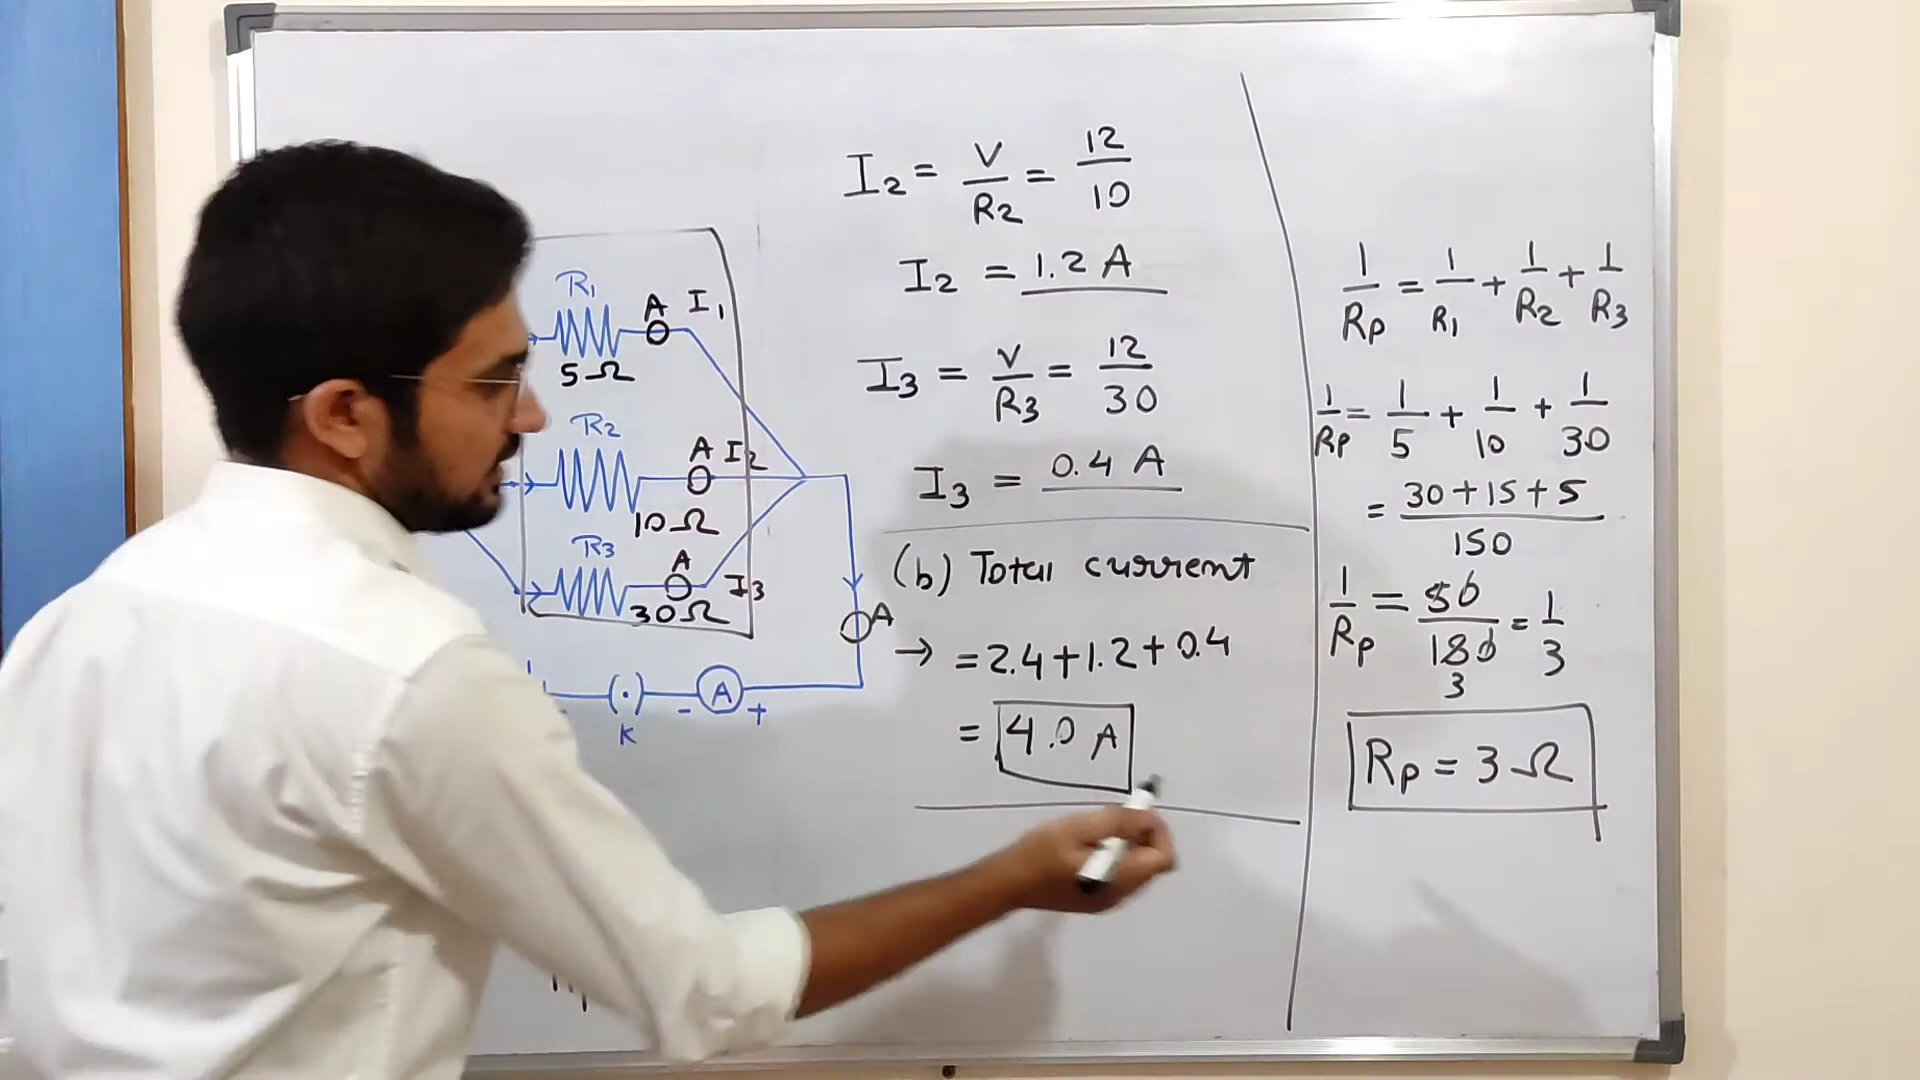 R1
A I1
5Ω
R2
A I2
10Ω
R3
A I3
30Ω
A
(·) - A +
K
I2 = V/R2 = 12/10
I2 = 1.2 A
I3 = V/R3 = 12/30
I3 = 0.4 A
(b) Total current
→ = 2.4+1.2+0.4
= 4.0 A
1/Rp = 1/R1 + 1/R2 + 1/R3
1/Rp = 1/5 + 1/10 + 1/30
= 30+15+5/150
1/Rp = 50/150 = 1/3
3
Rp = 3 Ω